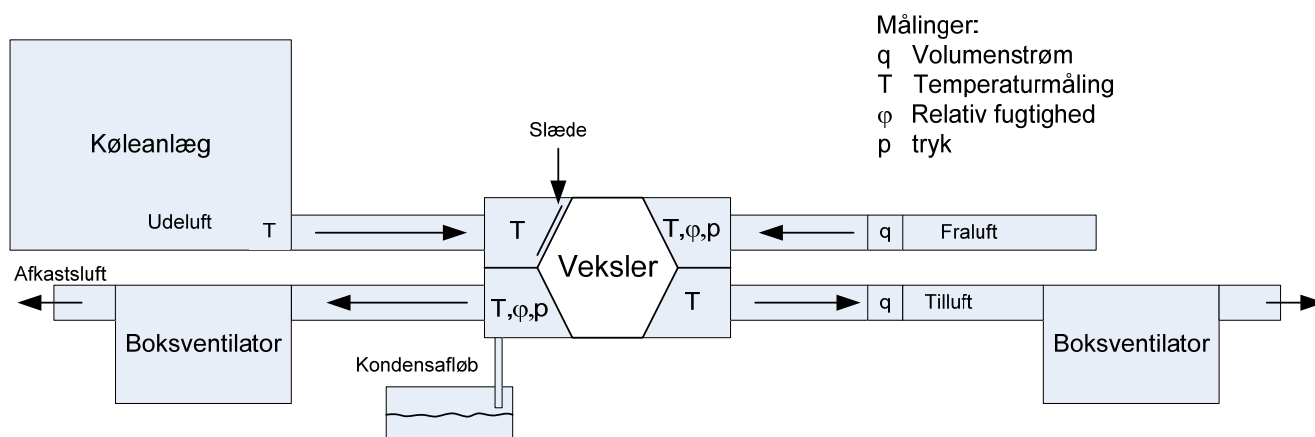 Målinger:
q Volumenstrøm
T Temperaturmåling
φ Relativ fugtighed
p tryk
Køleanlæg
Slæde
Udeluft
T
T
T,φ,p
q
Fraluft
Veksler
Afkastsluft
Boksventilator
T,φ,p
T
q
Tilluft
Boksventilator
Kondensafløb